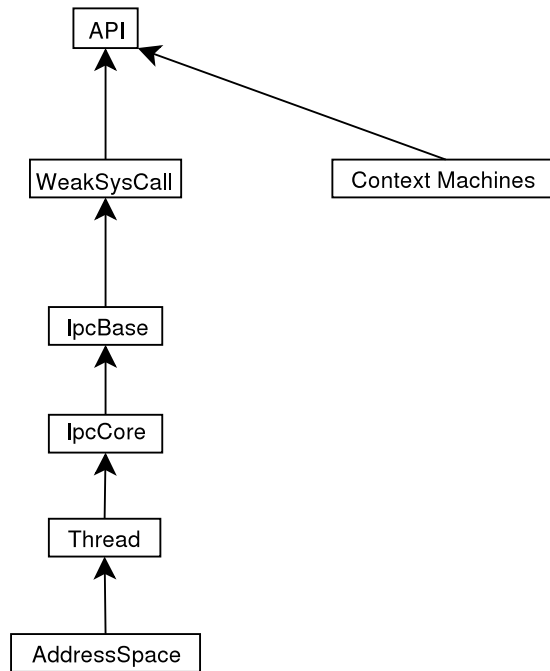 API
WeakSysCall
Context Machines
IpcBase
IpcCore
Thread
AddressSpace